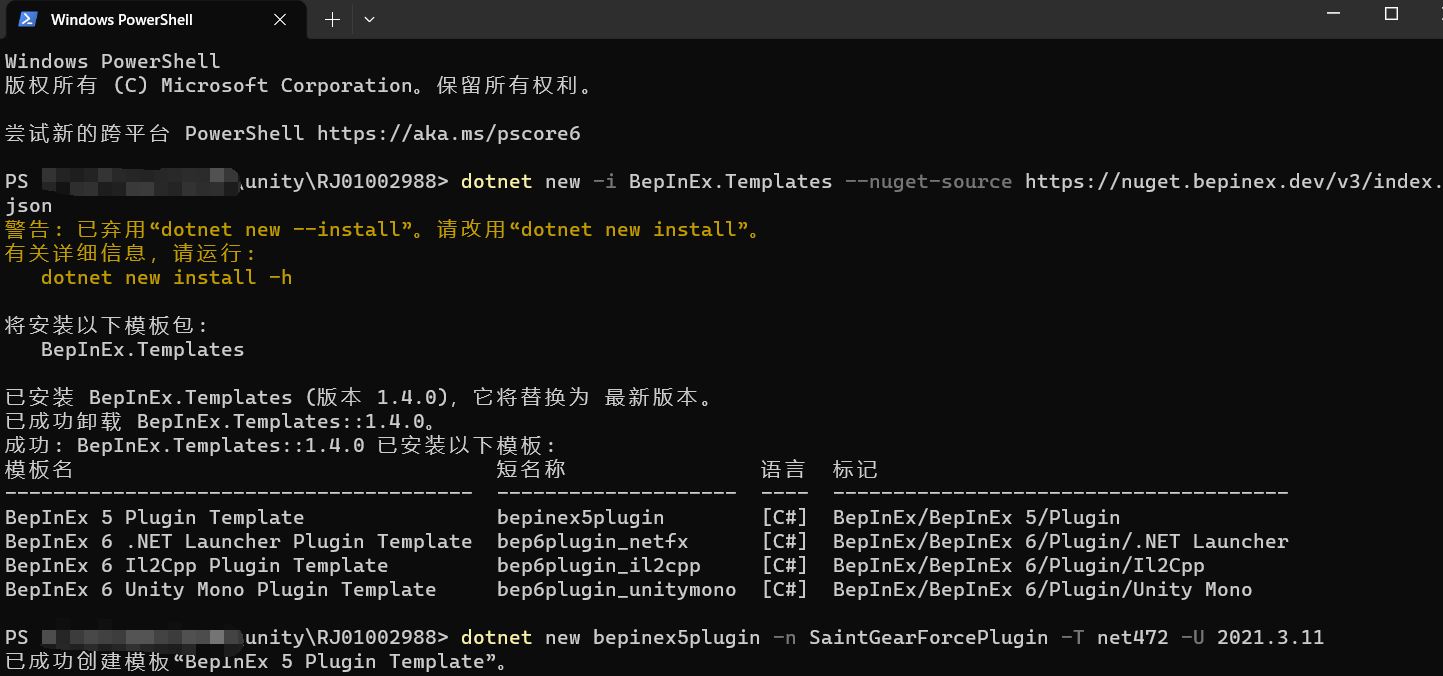 Windows PowerShell
Windows PowerShell
版权所有 (C) Microsoft Corporation。保留所有权利。
尝试新的跨平台 PowerShell https://aka.ms/pscore6
PS \unity\RJ01002988> dotnet new -i BepInEx.Templates --nuget-source https://nuget.bepinex.dev/v3/index.
json
警告: 已弃用“dotnet new --install”。请改用“dotnet new install”。
有关详细信息，请运行:
dotnet new install -h
将安装以下模板包:
BepInEx.Templates
已安装 BepInEx.Templates (版本 1.4.0)，它将替换为 最新版本。
已成功卸载 BepInEx.Templates::1.4.0。
成功: BepInEx.Templates::1.4.0 已安装以下模板:
模板名 短名称 语言 标记
--------------------------------------- -------------------- ---- --------------------------------------
BepInEx 5 Plugin Template bepinex5plugin [C#] BepInEx/BepInEx 5/Plugin
BepInEx 6 .NET Launcher Plugin Template bep6plugin_netfx [C#] BepInEx/BepInEx 6/Plugin/.NET Launcher
BepInEx 6 Il2Cpp Plugin Template bep6plugin_il2cpp [C#] BepInEx/BepInEx 6/Plugin/Il2Cpp
BepInEx 6 Unity Mono Plugin Template bep6plugin_unitymono [C#] BepInEx/BepInEx 6/Plugin/Unity Mono
PS unity\RJ01002988> dotnet new bepinex5plugin -n SaintGearForcePlugin -T net472 -U 2021.3.11
已成功创建模板“BepInEx 5 Plugin Template”。